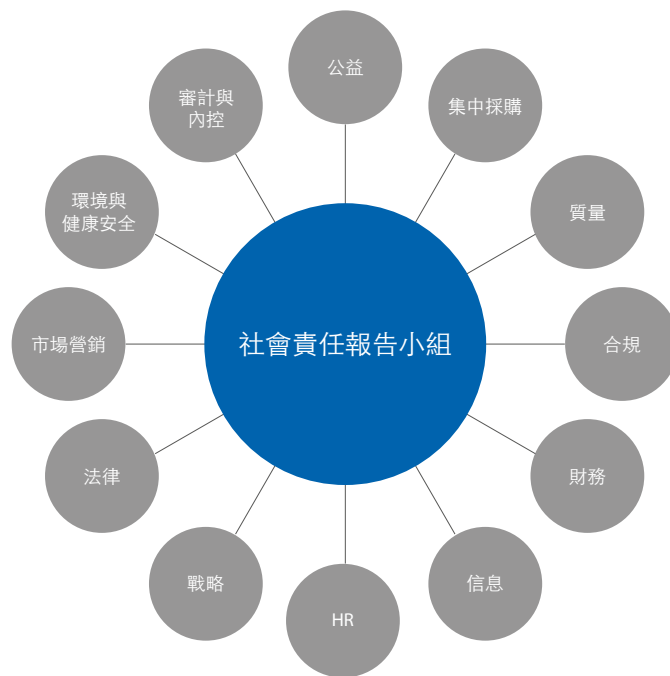 公益
集中採購
質量
合規
財務
信息
HR
戰略
法律
市場營銷
環境與
健康安全
審計與
內控
社會責任報告小組